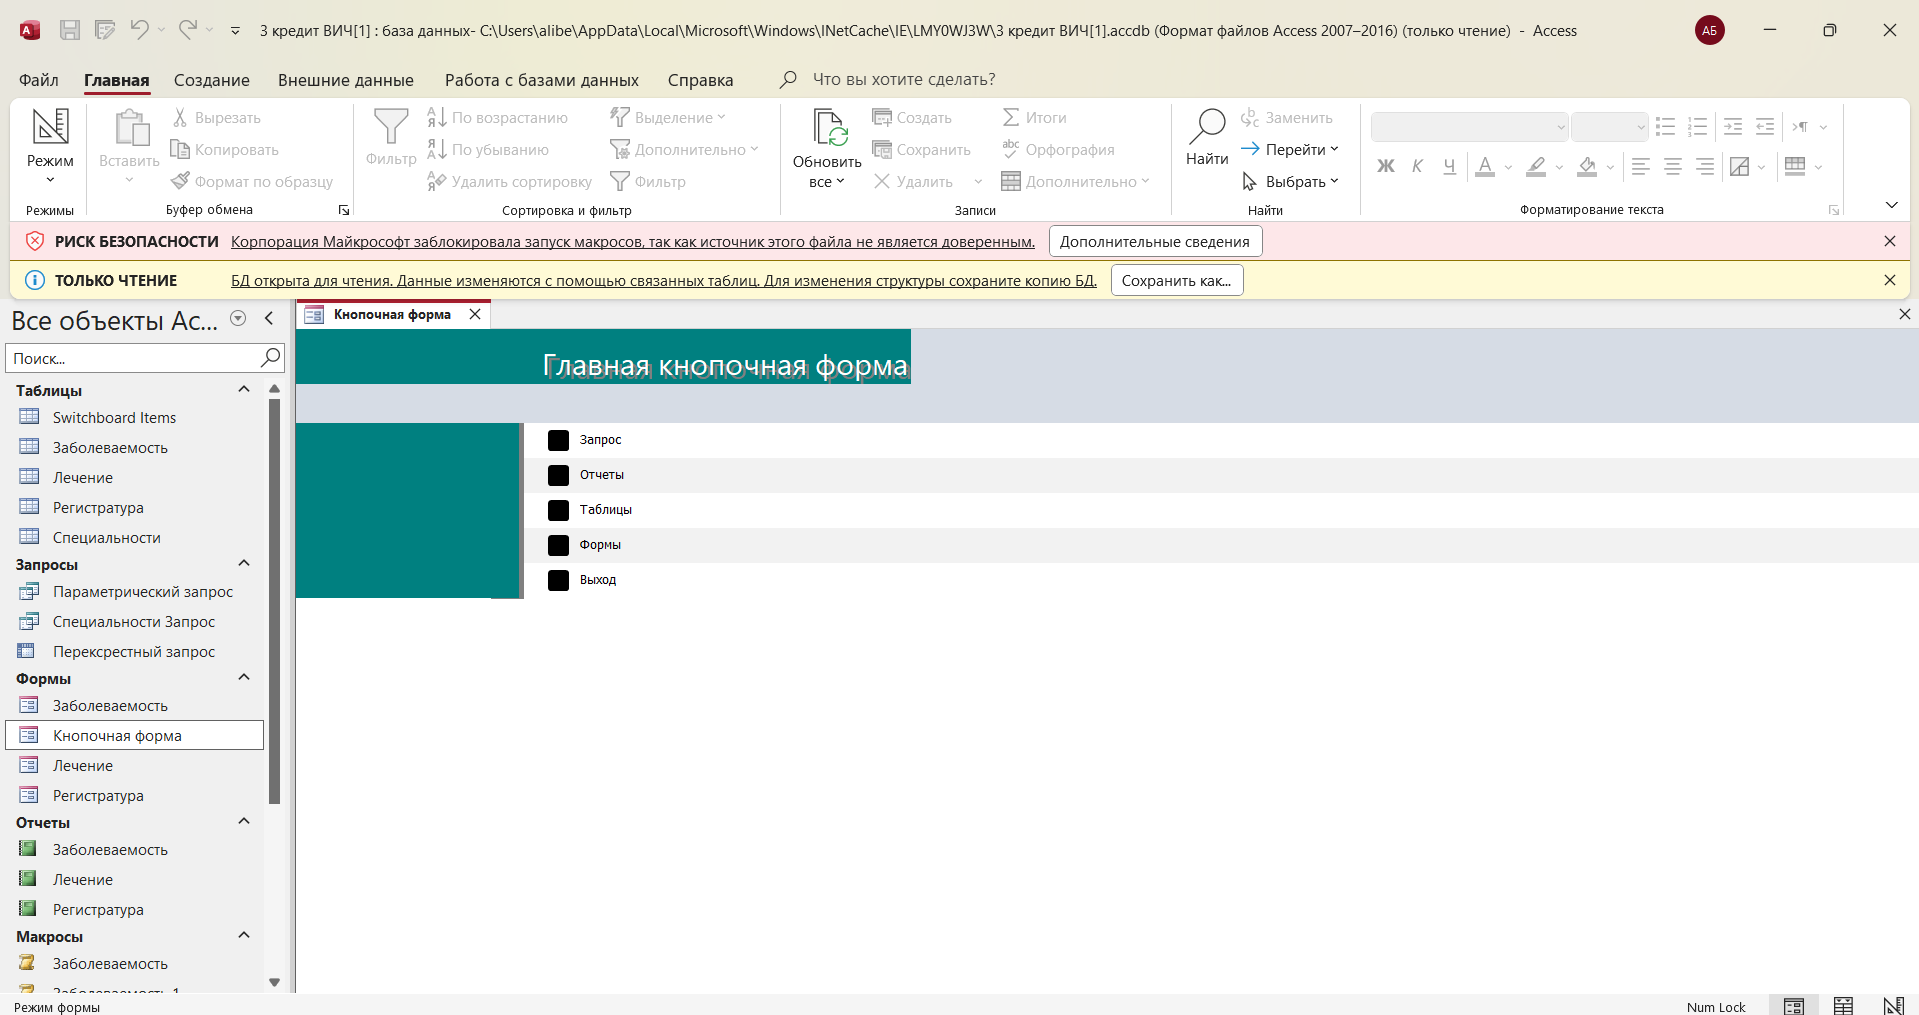 3 кредит ВИЧ[1] : база данных- C:\Users\alibe\AppData\Local\Microsoft\Windows\INetCache\IE\LMY0WJ3W\3 кредит ВИЧ[1].accdb (Формат файлов Access 2007–2016) (только чтение) - Access
АБ
Файл Главная Создание Внешние данные Работа с базами данных Справка Что вы хотите сделать?
Режим
Режимы
Вставить
Вырезать
Копировать
Формат по образцу
Буфер обмена
Фильтр
По возрастанию
По убыванию
Удалить сортировку
Выделение
Дополнительно
Фильтр
Сортировка и фильтр
Обновить
все
Создать
Сохранить
Удалить
Итоги
Орфография
Дополнительно
Записи
Найти
Заменить
Перейти
Выбрать
Найти
Ж К Ч А
Форматирование текста
РИСК БЕЗОПАСНОСТИ Корпорация Майкрософт заблокировала запуск макросов, так как источник этого файла не является доверенным. Дополнительные сведения
ТОЛЬКО ЧТЕНИЕ БД открыта для чтения. Данные изменяются с помощью связанных таблиц. Для изменения структуры сохраните копию БД. Сохранить как...
Все объекты Ac...
Поиск...
Таблицы
Switchboard Items
Заболеваемость
Лечение
Регистратура
Специальности
Запросы
Параметрический запрос
Специальности Запрос
Перексрестный запрос
Формы
Заболеваемость
Кнопочная форма
Лечение
Регистратура
Отчеты
Заболеваемость
Лечение
Регистратура
Макросы
Заболеваемость
Заболеваемость 1
Кнопочная форма
Главная кнопочная форма
Запрос
Отчеты
Таблицы
Формы
Выход
Режим формы
Num Lock